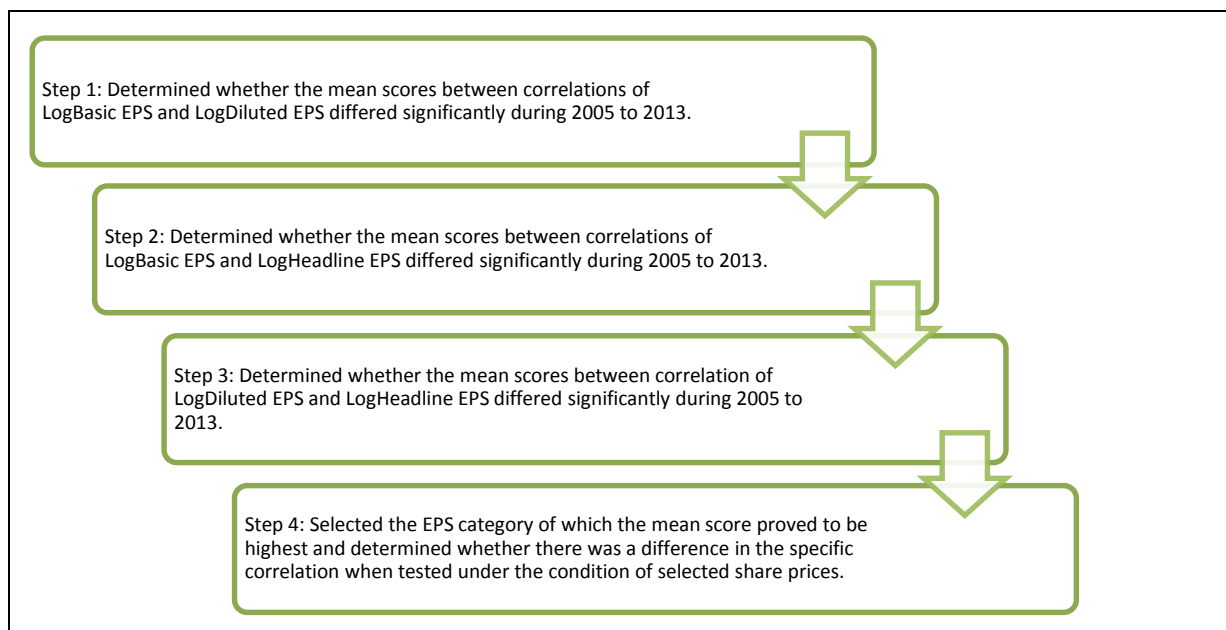 Step 1: Determined whether the mean scores between correlations of
LogBasic EPS and LogDiluted EPS differed significantly during 2005 to 2013.
Step 2: Determined whether the mean scores between correlations of
LogBasic EPS and LogHeadline EPS differed significantly during 2005 to 2013.
Step 3: Determined whether the mean scores between correlation of
LogDiluted EPS and LogHeadline EPS differed significantly during 2005 to
2013.
Step 4: Selected the EPS category of which the mean score proved to be
highest and determined whether there was a difference in the specific
correlation when tested under the condition of selected share prices.